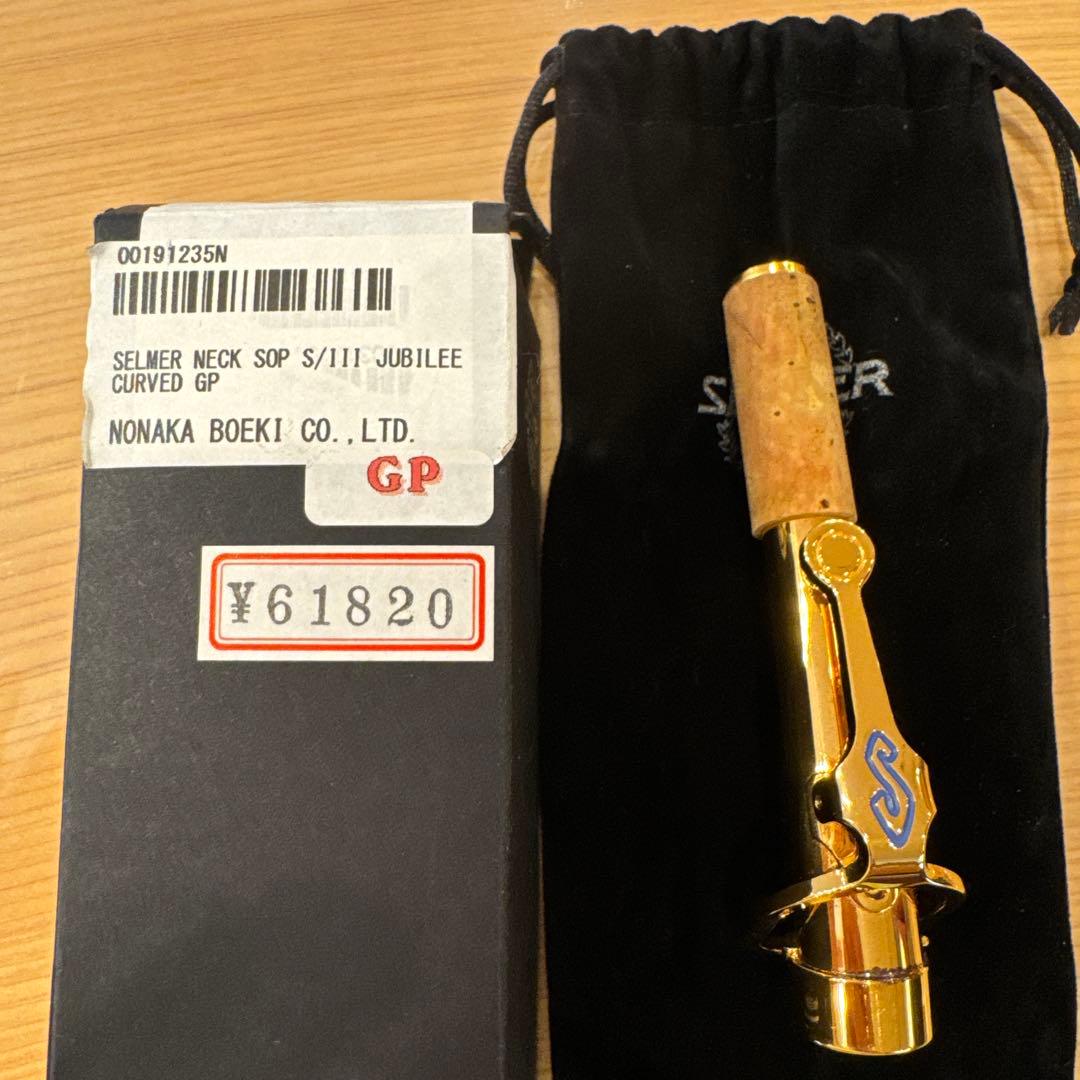 00191235N
SELMER NECK SOP S/III JUBILEE
CURVED GP
NONAKA BOEKI CO.,LTD.
GP
¥61820
S